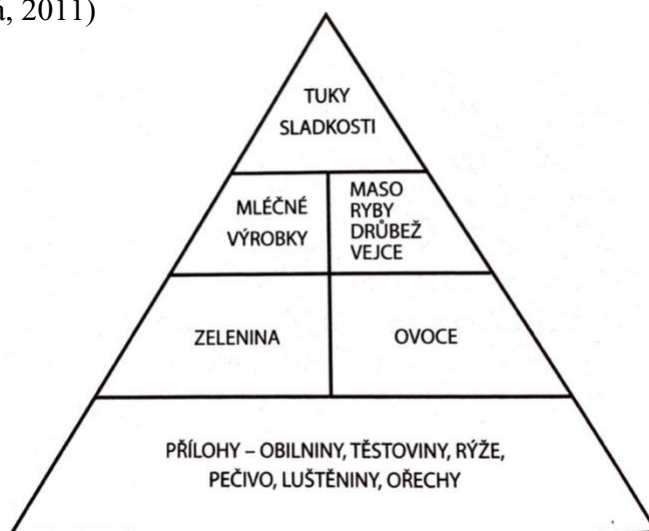 , 2011)
TUKY
SLADKOSTI
MLÉČNÉ
VÝROBKY
MASO
RYBY
DRŮBEŽ
VEJCE
ZELENINA
OVOCE
PŘÍLOHY – OBILNINY, TĚSTOVINY, RÝŽE,
PEČIVO, LUŠTĚNINY, OŘECHY